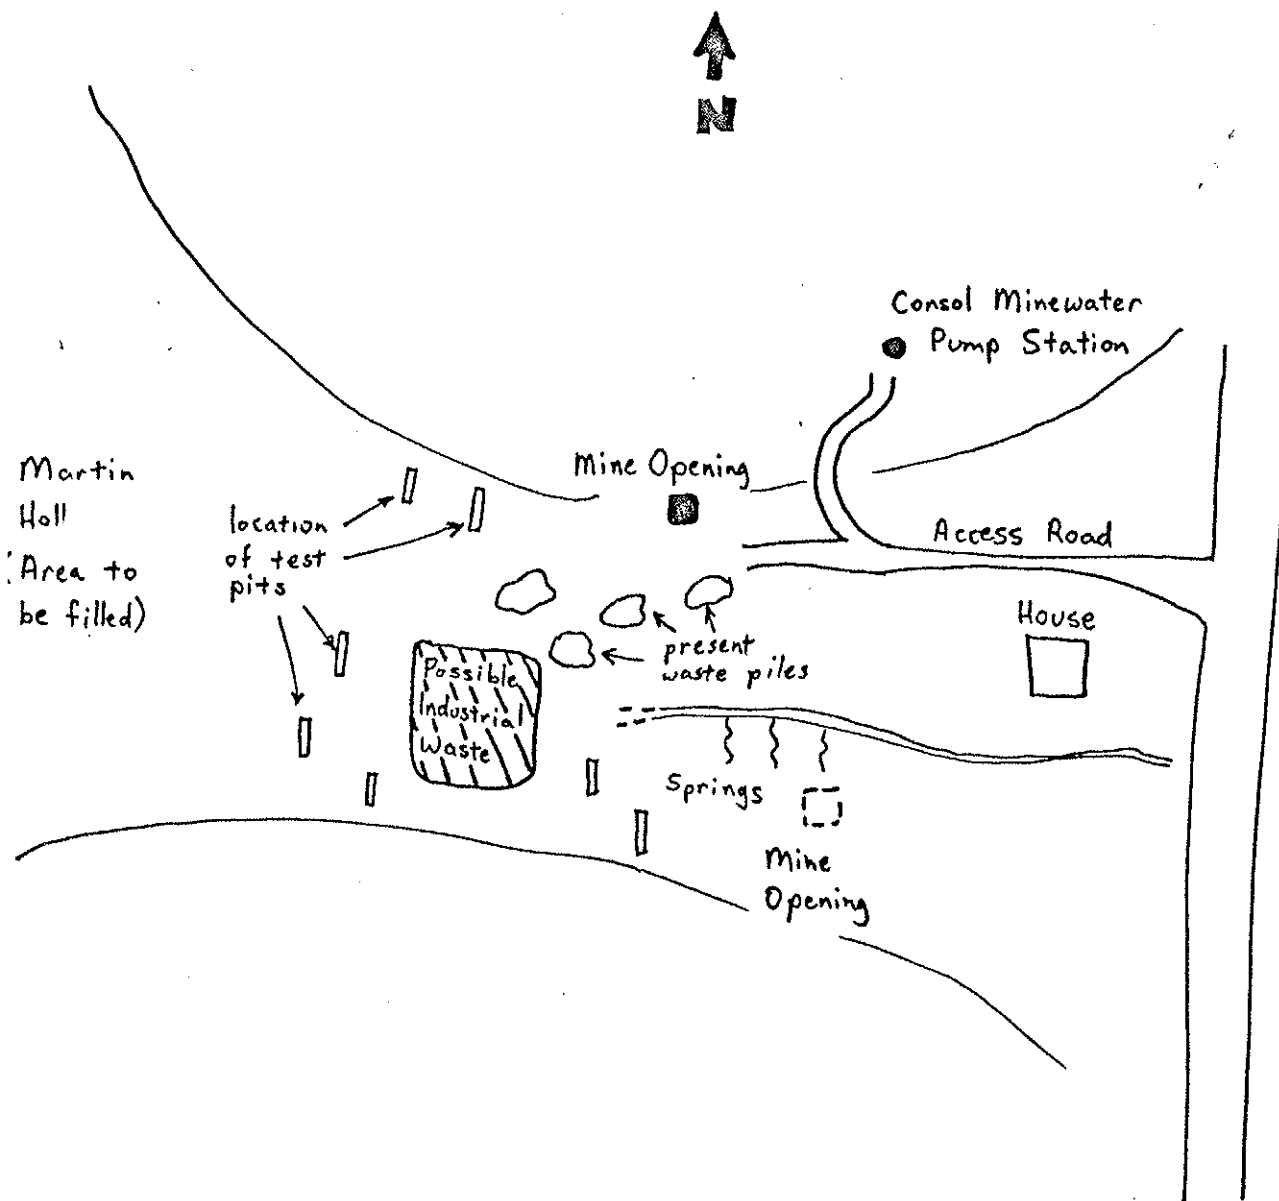 N
Consol Minewater
Pump Station
Mine Opening
Martin
Holl
(Area to
be filled)
location
of test
pits
Access Road
House
present
waste piles
Possible
Industrial
Waste
Springs
Mine
Opening